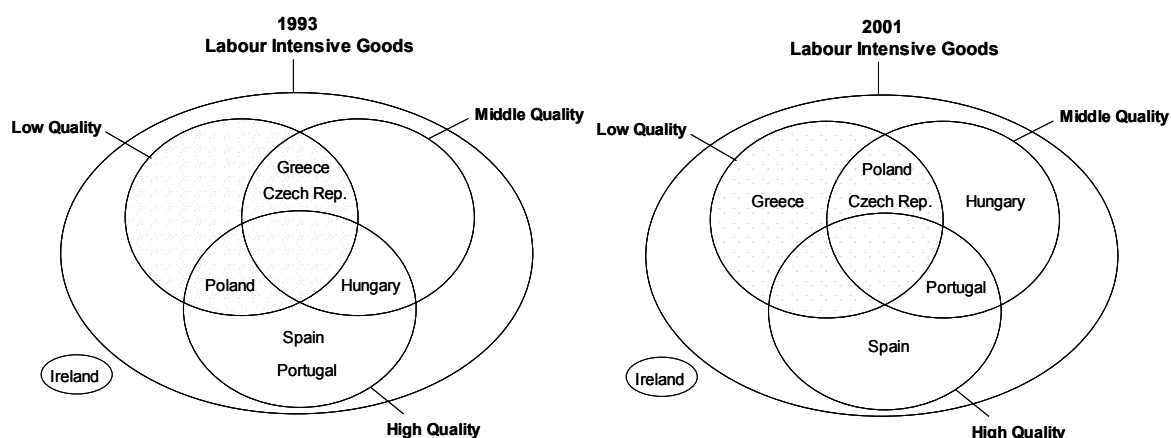 1993
Labour Intensive Goods
Low Quality
Middle Quality
Greece
Czech Rep.
Poland
Hungary
Spain
Portugal
Ireland
High Quality
2001
Labour Intensive Goods
Low Quality
Middle Quality
Poland
Greece
Czech Rep.
Hungary
Portugal
Spain
Ireland
High Quality